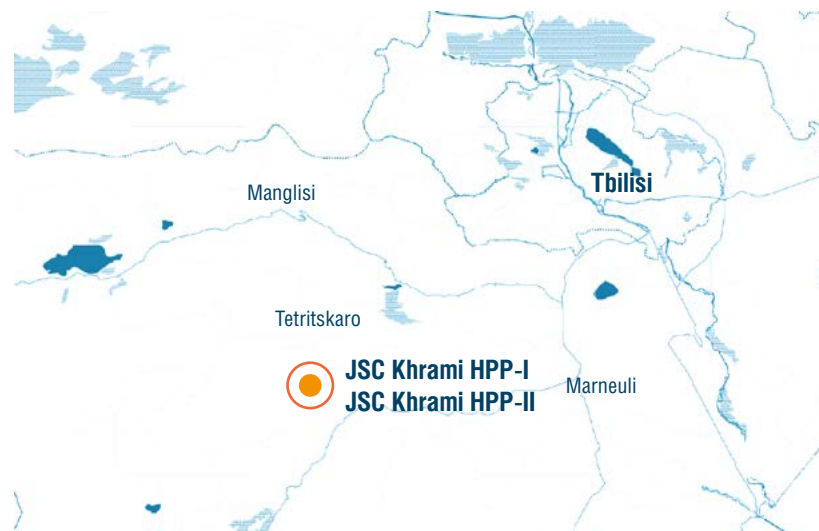 Tbilisi
Manglisi
Tetritskaro
JSC Khrami HPP-I
JSC Khrami HPP-II
Marneuli